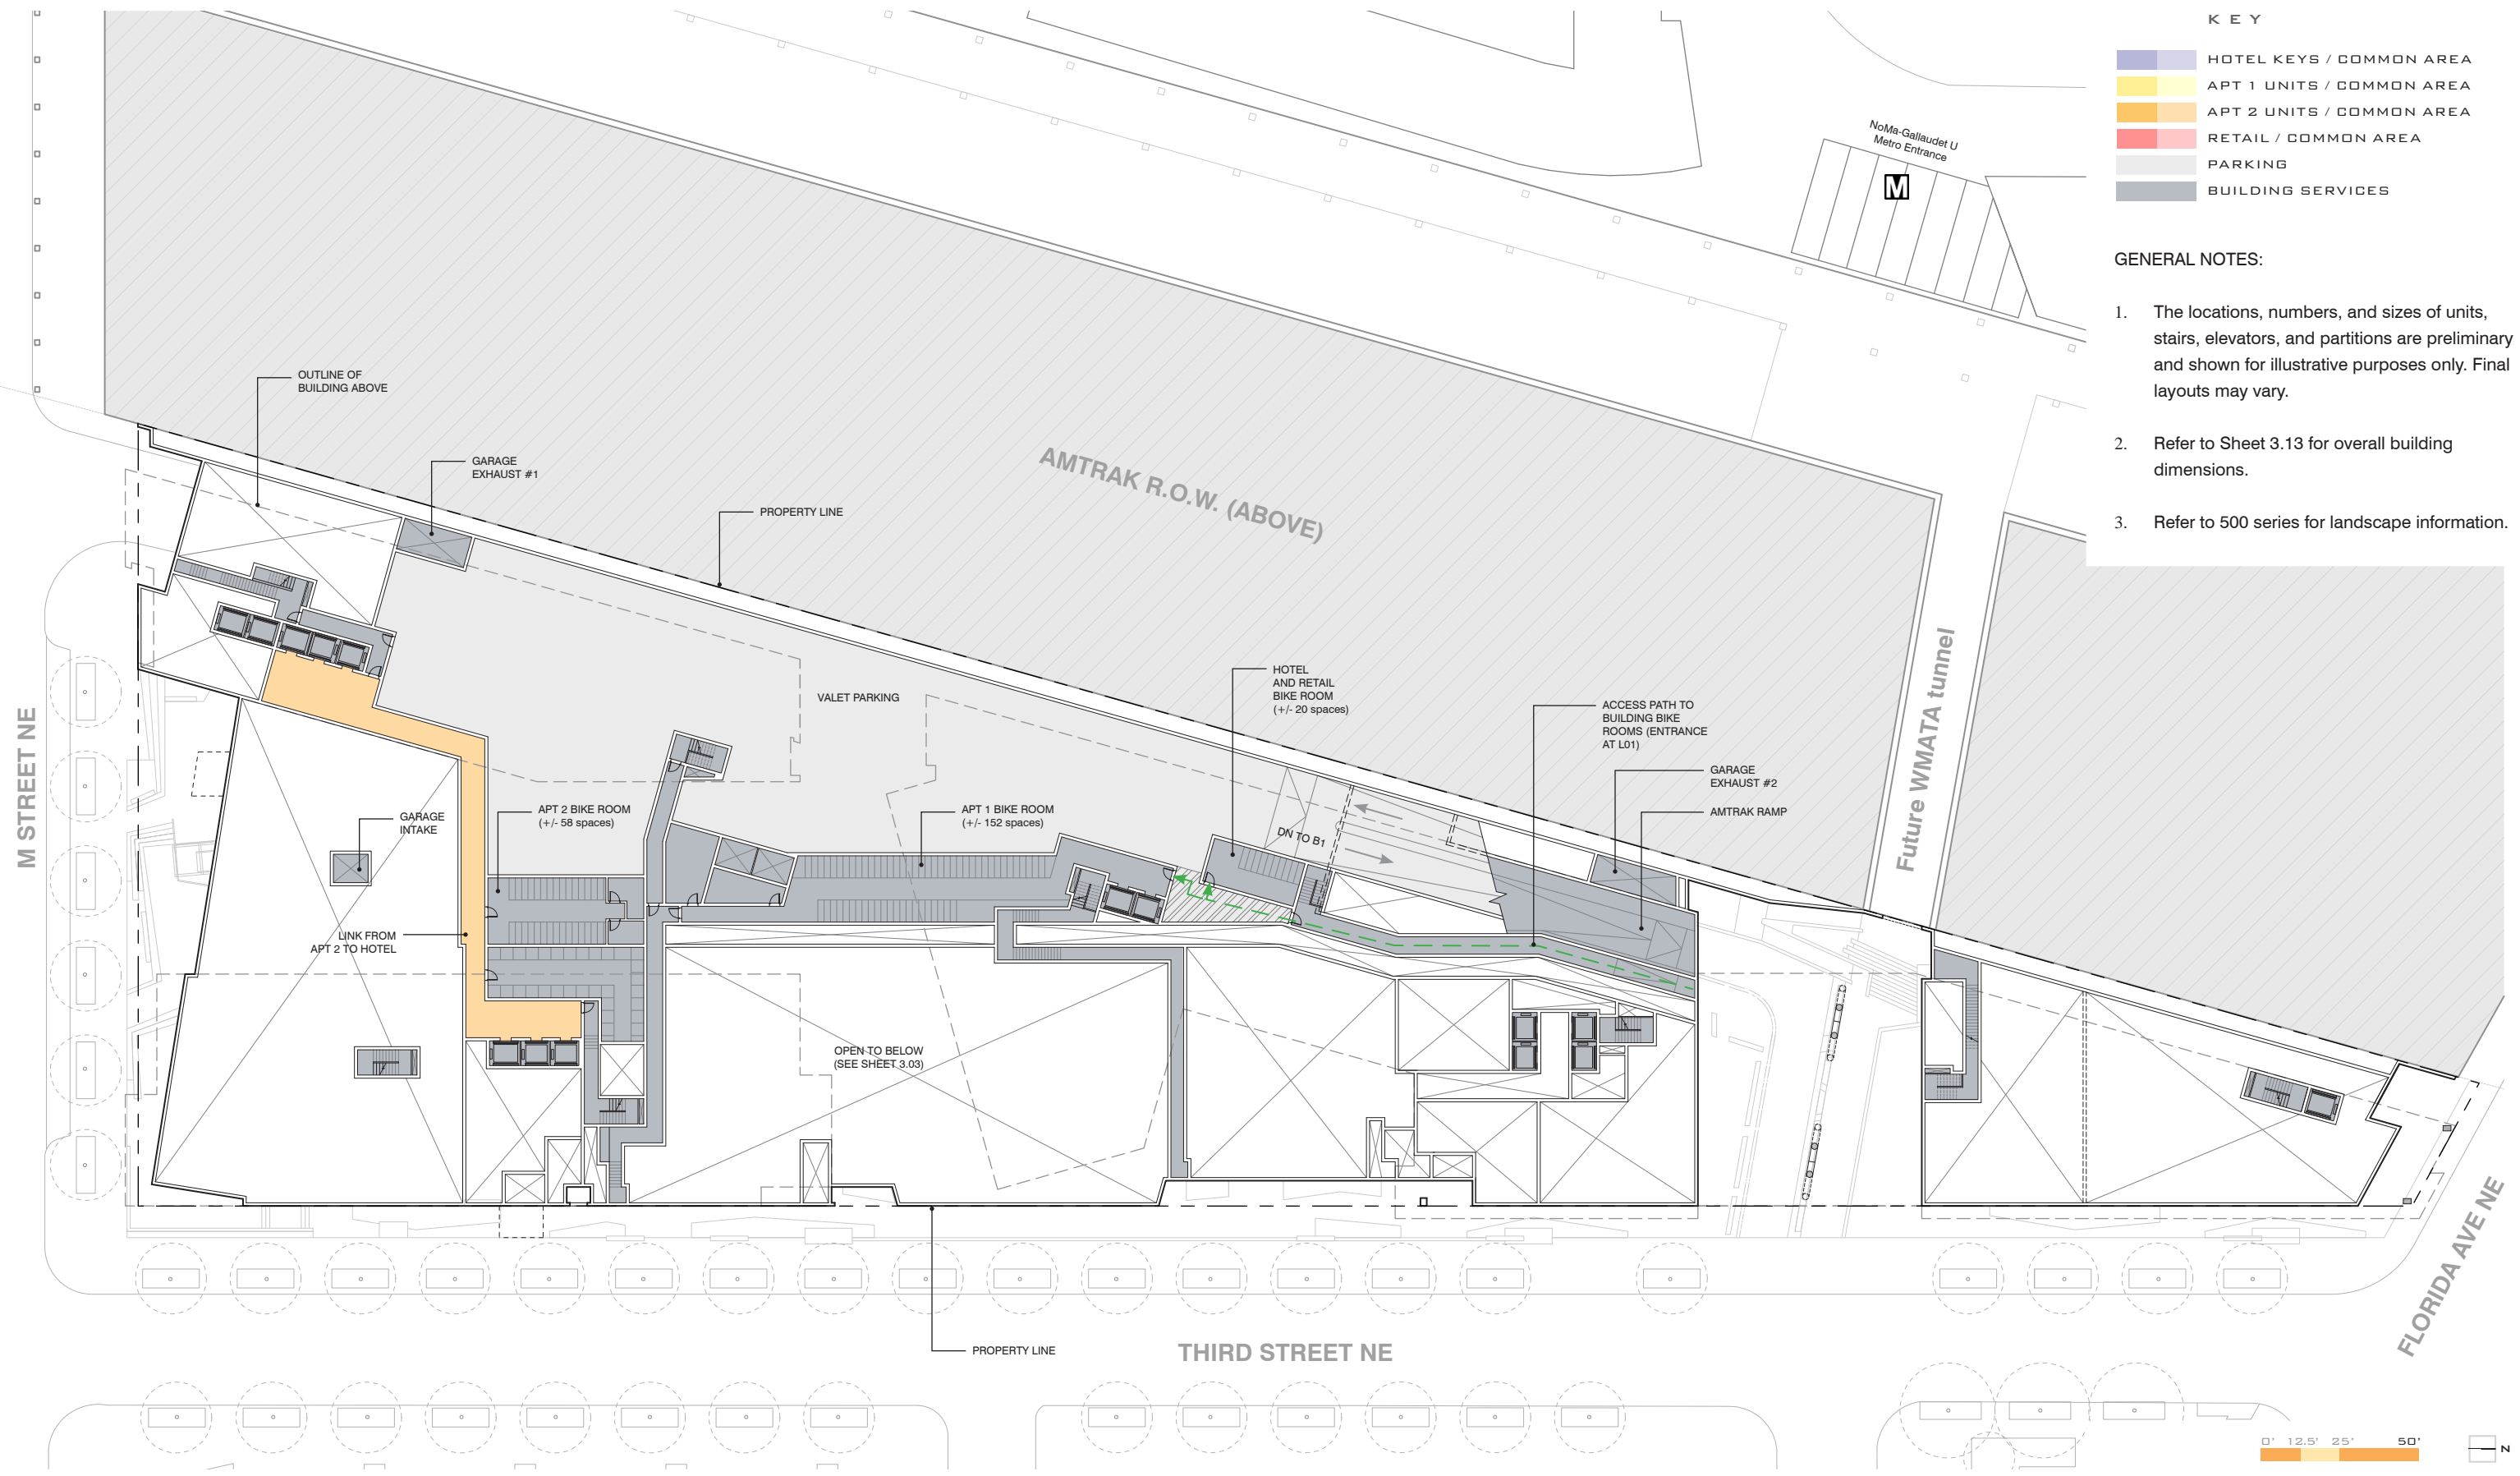 KEY
HOTEL KEYS / COMMON AREA
APT 1 UNITS / COMMON AREA
APT 2 UNITS / COMMON AREA
RETAIL / COMMON AREA
PARKING
BUILDING SERVICES
GENERAL NOTES:
1. The locations, numbers, and sizes of units,
stairs, elevators, and partitions are preliminary
and shown for illustrative purposes only. Final
layouts may vary.
2. Refer to Sheet 3.13 for overall building
dimensions.
3. Refer to 500 series for landscape information.
NoMa-Gallaudet U
Metro Entrance
M
OUTLINE OF
BUILDING ABOVE
GARAGE
EXHAUST #1
PROPERTY LINE
AMTRAK R.O.W. (ABOVE)
Future WMATA tunnel
M STREET NE
VALET PARKING
HOTEL
AND RETAIL
BIKE ROOM
(+/- 20 spaces)
ACCESS PATH TO
BUILDING BIKE
ROOMS (ENTRANCE
AT L01)
GARAGE
EXHAUST #2
AMTRAK RAMP
DN TO B1
GARAGE
INTAKE
APT 2 BIKE ROOM
(+/- 58 spaces)
APT 1 BIKE ROOM
(+/- 152 spaces)
LINK FROM
APT 2 TO HOTEL
OPEN TO BELOW
(SEE SHEET 3.03)
PROPERTY LINE
THIRD STREET NE
FLORIDA AVE NE
0' 12.5' 25' 50'
N